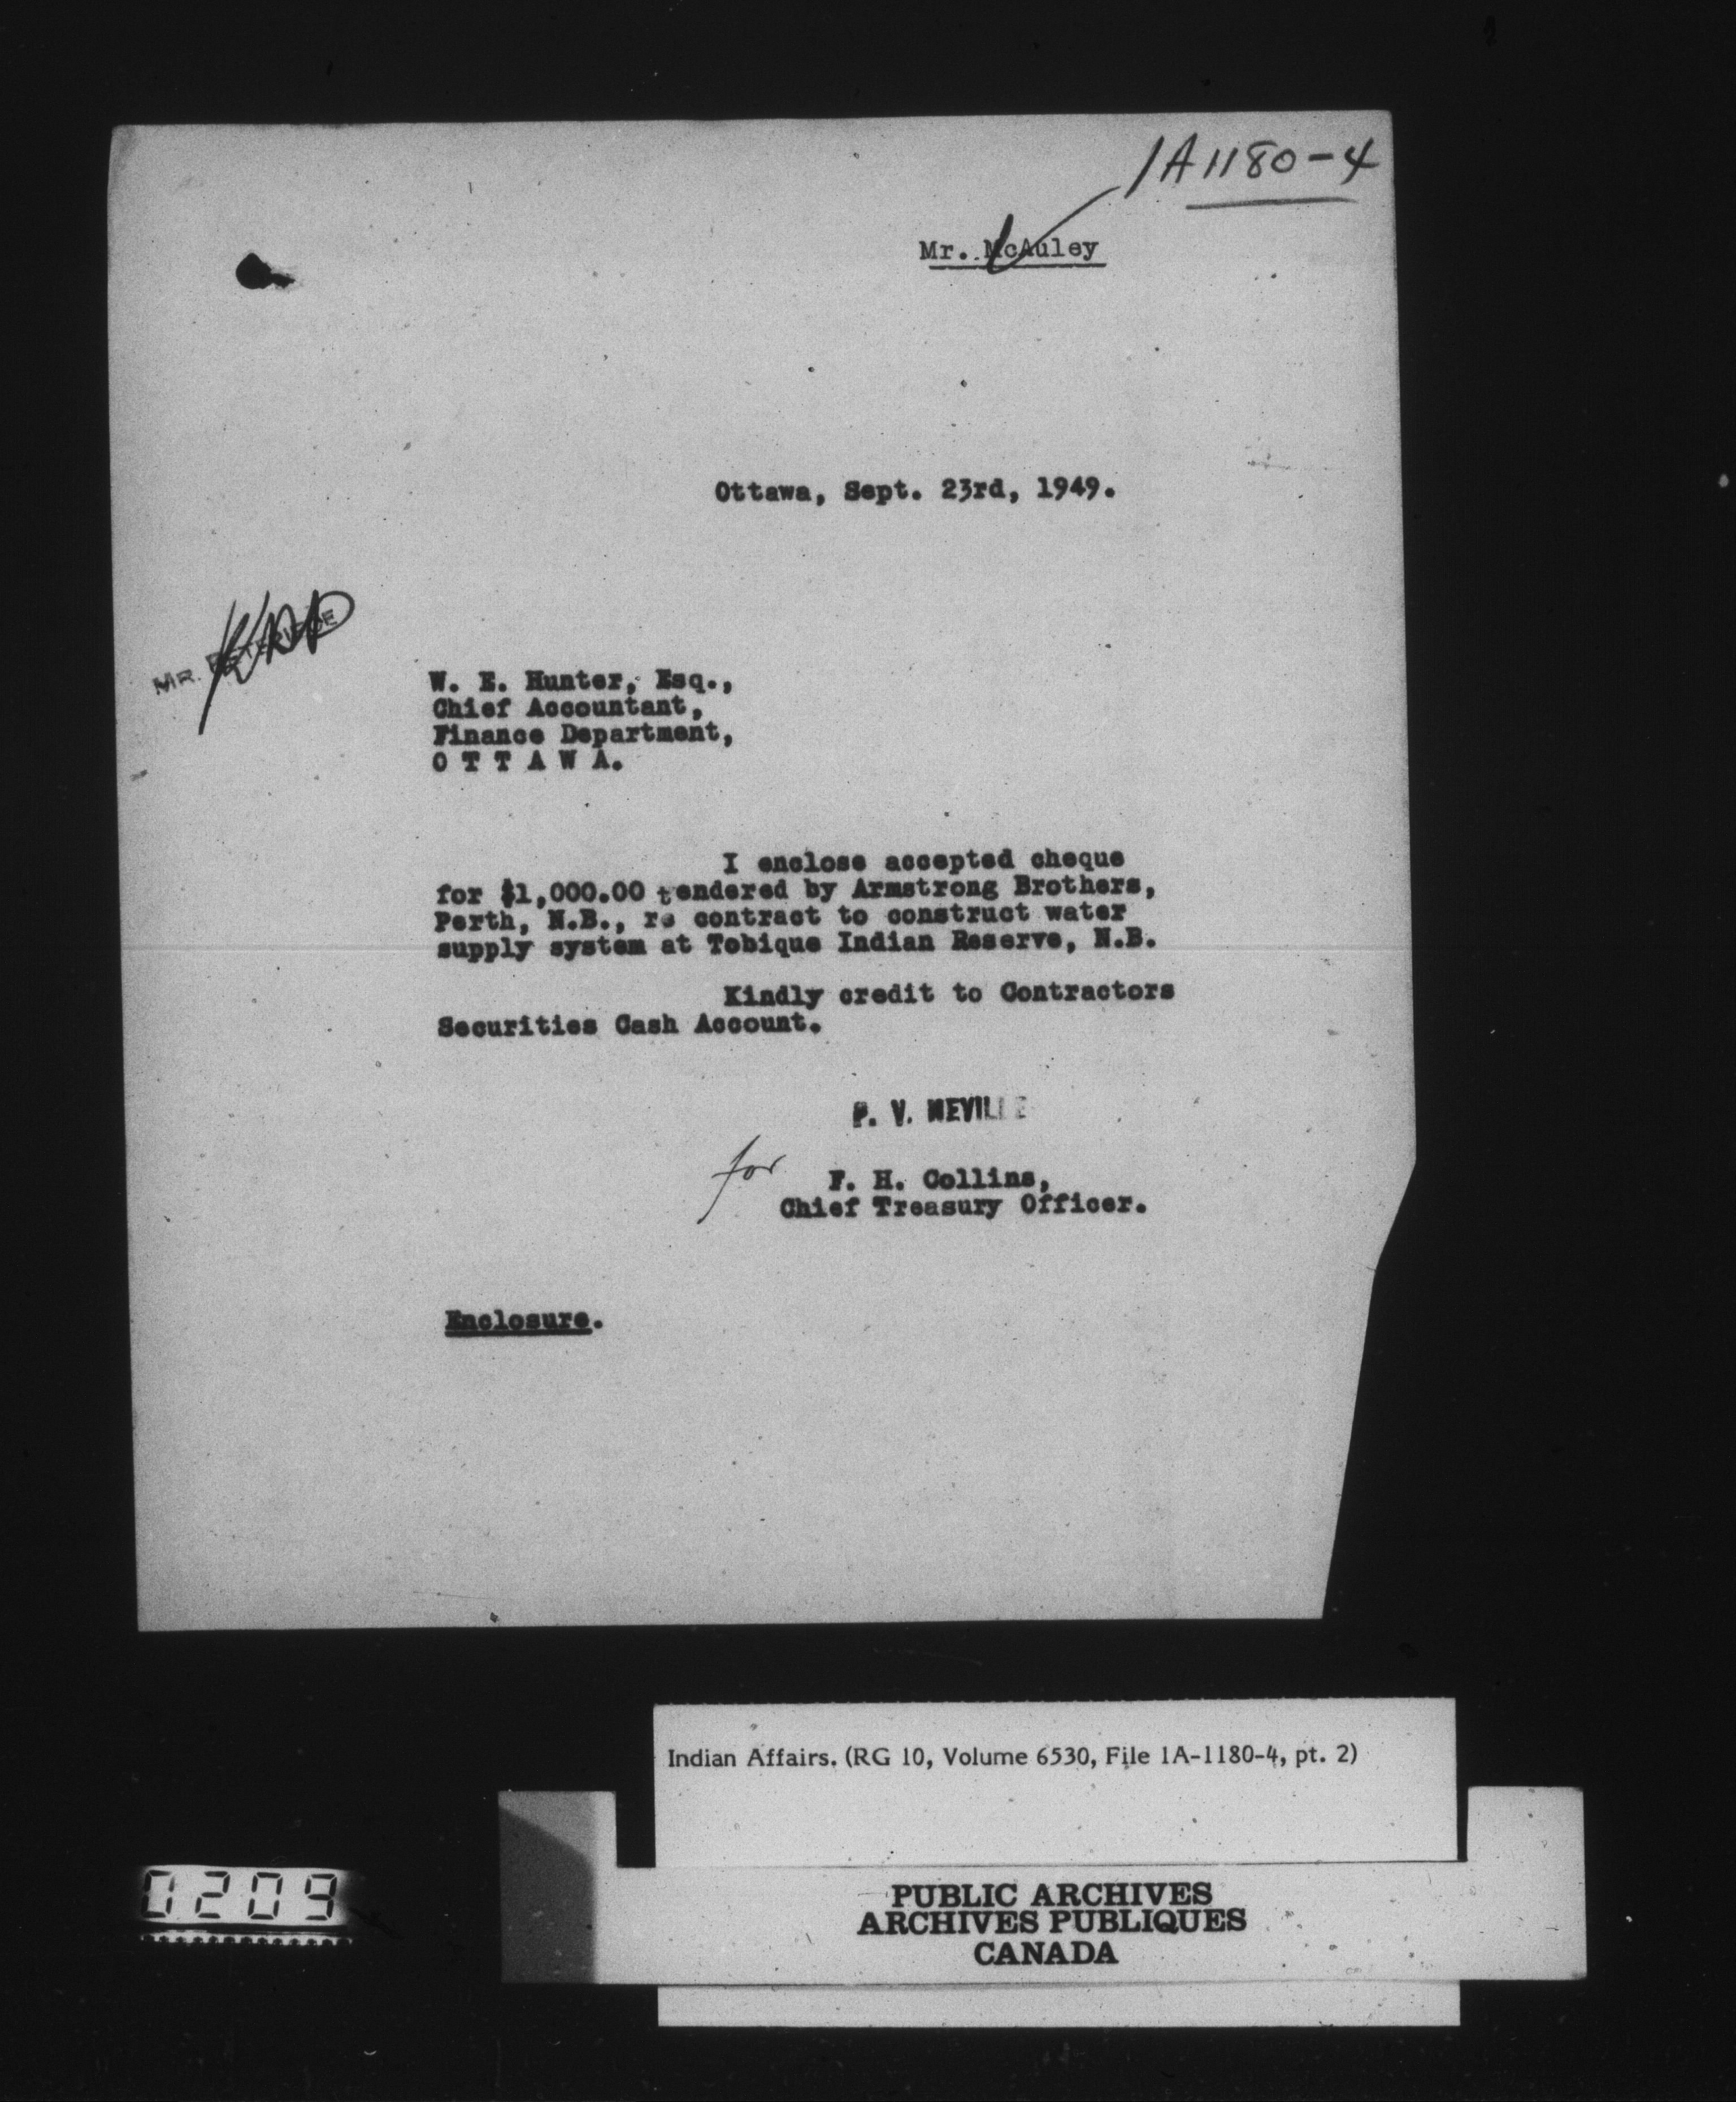 1A1180-4
Mr. McAuley
Ottawa, Sept. 23rd, 1949.
MR.
W. E. Hunter, Esq.,
Chief Accountant,
Finance Department,
O T T A W A.
I enclose accepted cheque
for $1,000.00 tendered by Armstrong Brothers,
Perth, N.B., re contract to construct water
supply system at Tobique Indian Reserve, N.B.
Kindly credit to Contractors
Securities Cash Account.
P. V. NEVILLE
for F. H. Collins,
Chief Treasury Officer.
Enclosure.
Indian Affairs. (RG 10, Volume 6530, File 1A-1180-4, pt. 2)
PUBLIC ARCHIVES
ARCHIVES PUBLIQUES
CANADA
0209